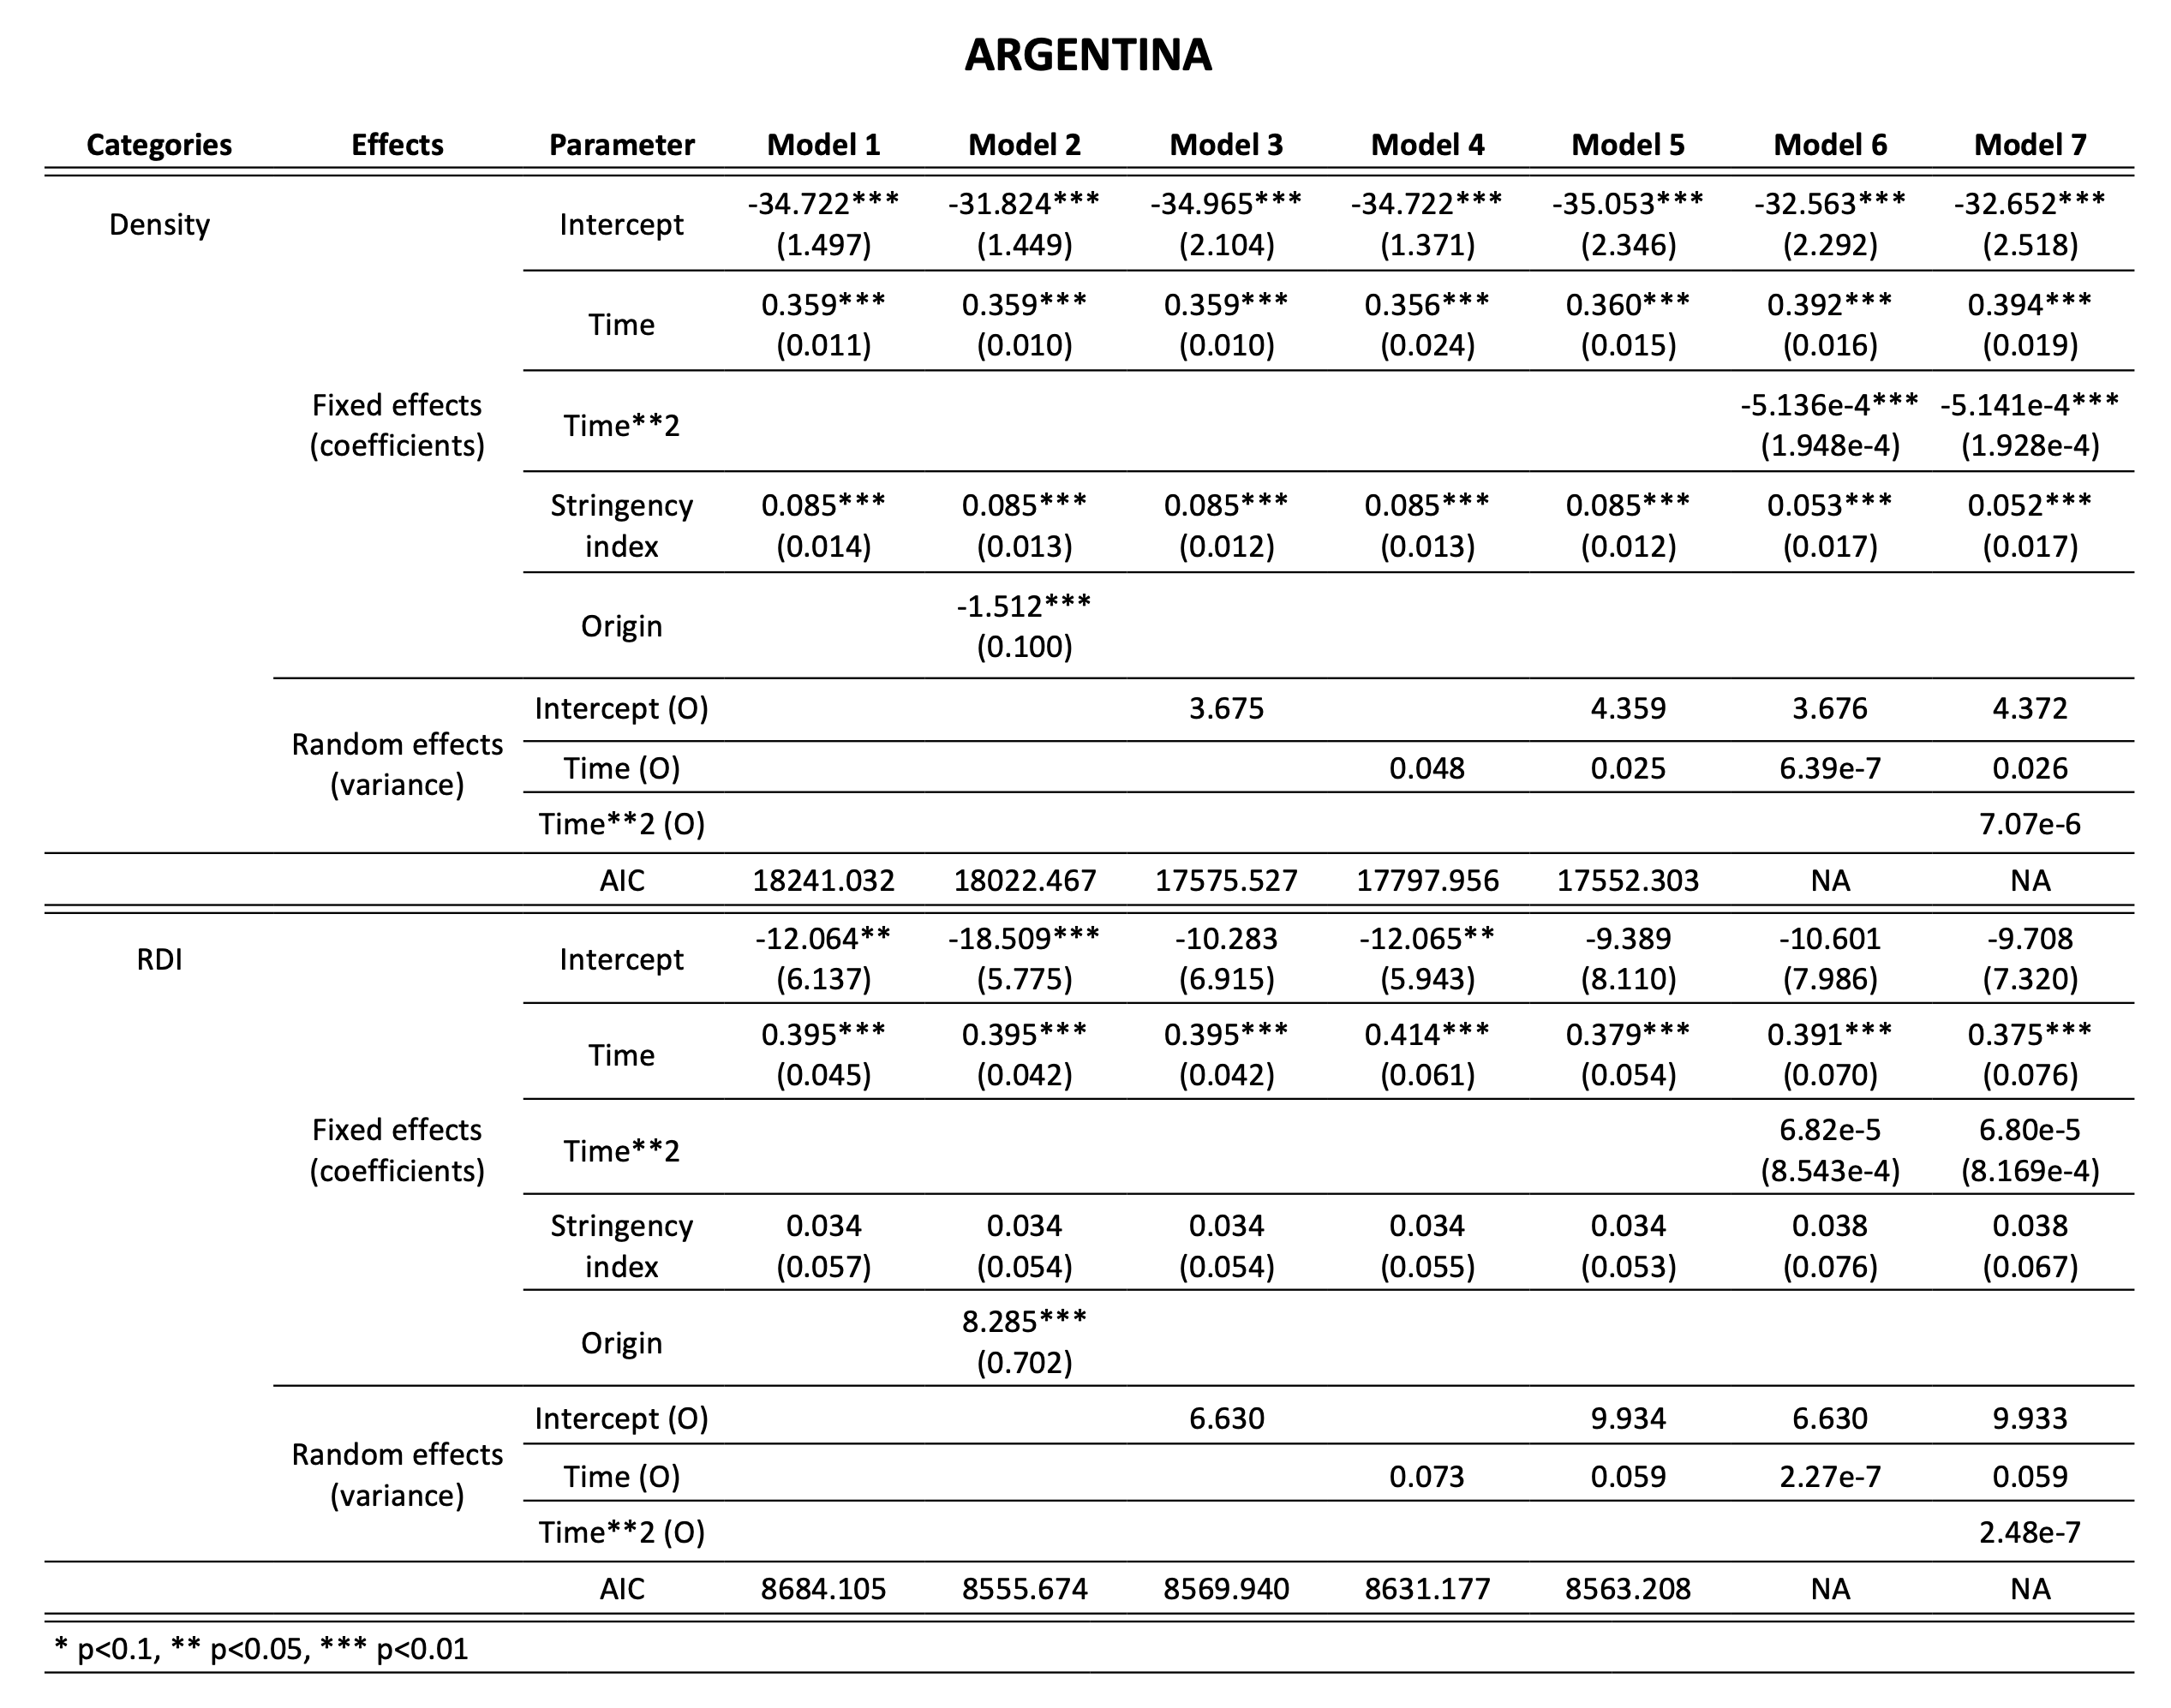 ARGENTINA
Categories Effects Parameter Model 1 Model 2 Model 3 Model 4 Model 5 Model 6 Model 7
-34.722*** -31.824*** -34.965*** -34.722*** -35.053*** -32.563*** -32.652***
Density Intercept
(1.497) (1.449) (2.104) (1.371) (2.346) (2.292) (2.518)
0.359*** 0.359*** 0.359*** 0.356*** 0.360*** 0.392*** 0.394***
Time
(0.011) (0.010) (0.010) (0.024) (0.015) (0.016) (0.019)
Fixed effects -5.136e-4*** -5.141e-4***
Time**2
(coefficients) (1.948e-4) (1.928e-4)
Stringency 0.085*** 0.085*** 0.085*** 0.085*** 0.085*** 0.053*** 0.052***
index (0.014) (0.013) (0.012) (0.013) (0.012) (0.017) (0.017)
-1.512***
Origin
(0.100)
Intercept (O) 3.675 4.359 3.676 4.372
Random effects
Time (O) 0.048 0.025 6.39e-7 0.026
(variance)
Time**2 (O) 7.07e-6
AIC 18241.032 18022.467 17575.527 17797.956 17552.303 NA NA
-12.064** -18.509*** -10.283 -12.065** -9.389 -10.601 -9.708
RDI Intercept
(6.137) (5.775) (6.915) (5.943) (8.110) (7.986) (7.320)
0.395*** 0.395*** 0.395*** 0.414*** 0.379*** 0.391*** 0.375***
Time
(0.045) (0.042) (0.042) (0.061) (0.054) (0.070) (0.076)
Fixed effects 6.82e-5 6.80e-5
Time**2
(coefficients) (8.543e-4) (8.169e-4)
Stringency 0.034 0.034 0.034 0.034 0.034 0.038 0.038
index (0.057) (0.054) (0.054) (0.055) (0.053) (0.076) (0.067)
8.285***
Origin
(0.702)
Intercept (O) 6.630 9.934 6.630 9.933
Random effects
Time (O) 0.073 0.059 2.27e-7 0.059
(variance)
Time**2 (O) 2.48e-7
AIC 8684.105 8555.674 8569.940 8631.177 8563.208 NA NA
* p<0.1, ** p<0.05, *** p<0.01